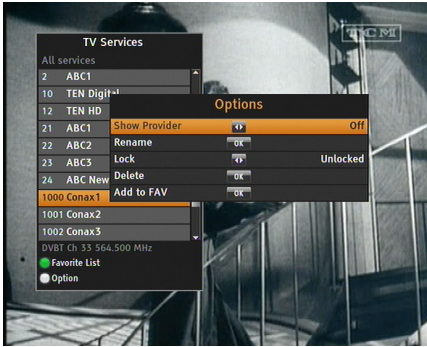 TCM
TV Services
All services
2 ABC1
10 TEN Digital
12 TEN HD
21 ABC1
22 ABC2
23 ABC3
24 ABC New
1000 Conax1
1001 Conax2
1002 Conax3
DVBT Ch 33 564.500 MHz
Favorite List
Option
Options
Show Provider Off
Rename OK
Lock Unlocked
Delete OK
Add to FAV OK